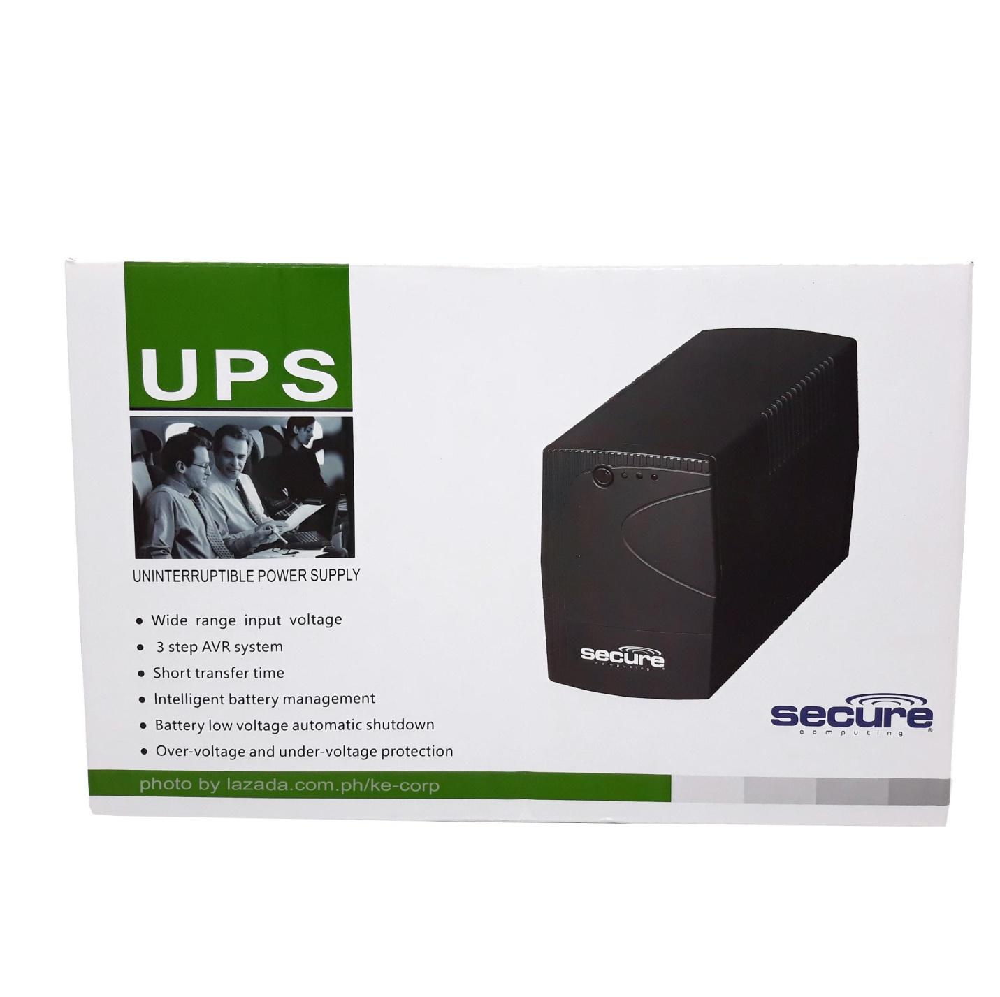 UPS
UNINTERRUPTIBLE POWER SUPPLY
● Wide range input voltage
● 3 step AVR system
● Short transfer time
● Intelligent battery management
● Battery low voltage automatic shutdown
● Over-voltage and under-voltage protection
photo by lazada.com.ph/ke-corp
secure
computing ®
secure
computing ®